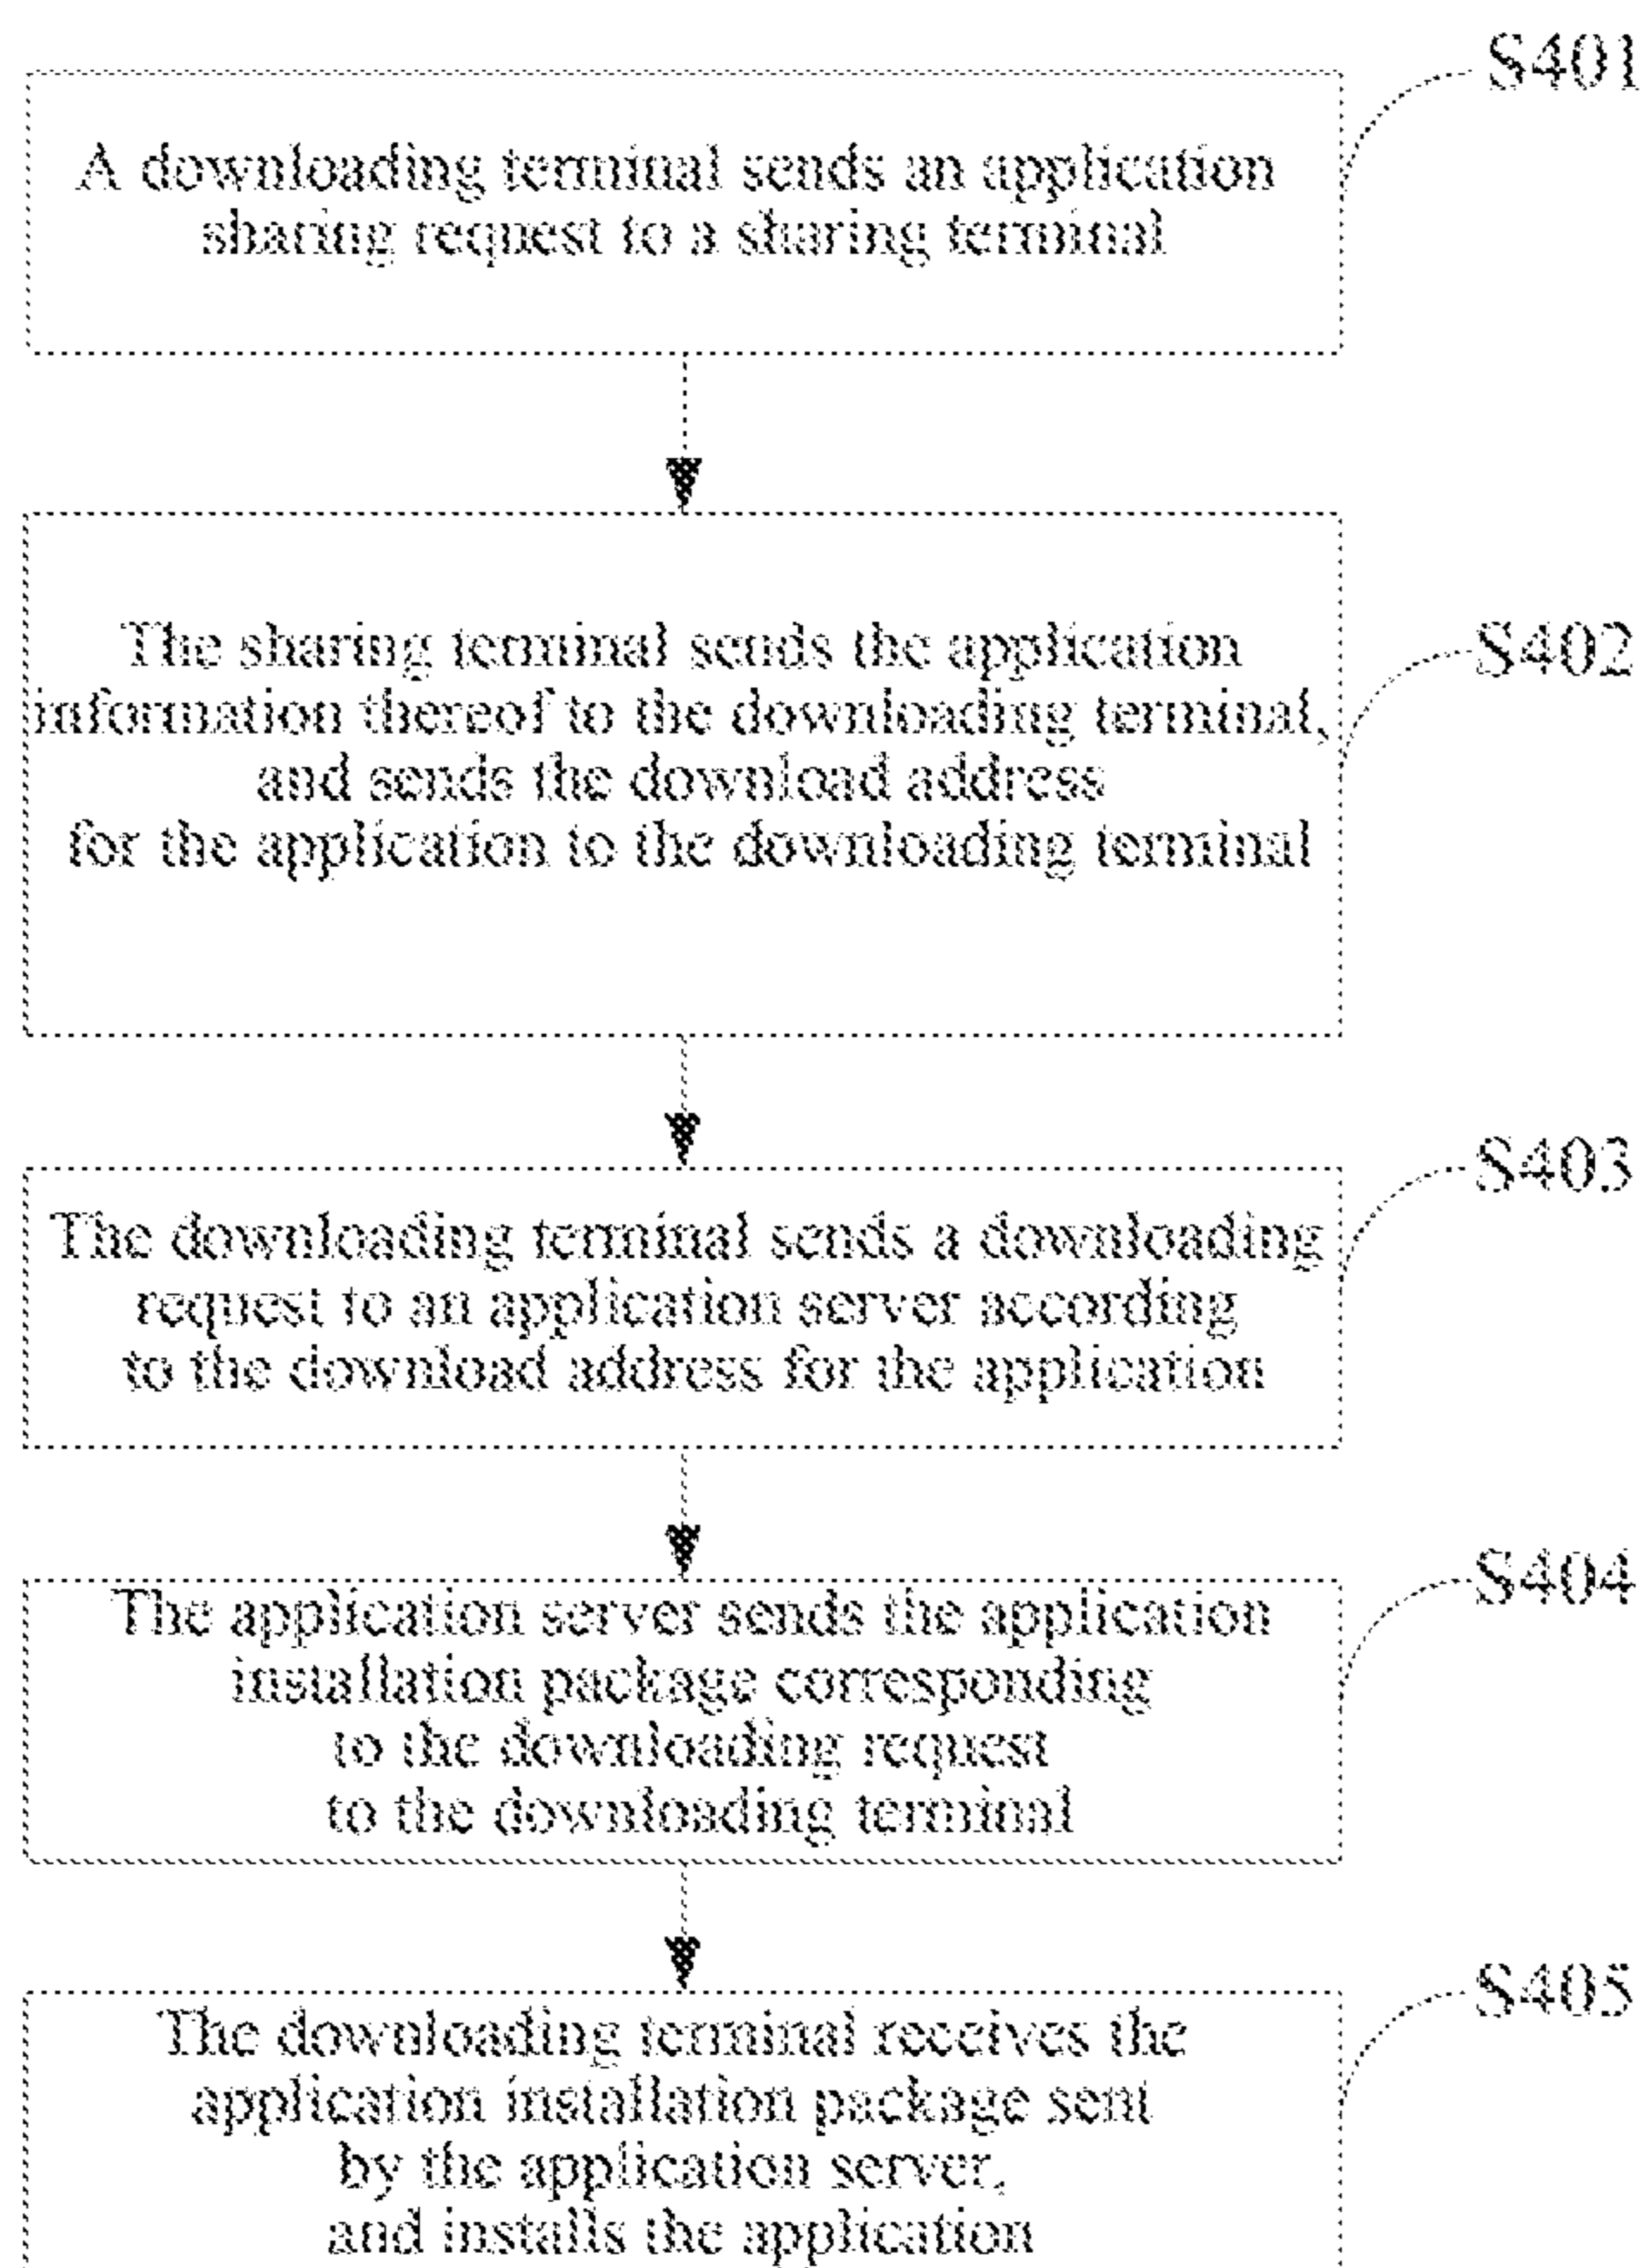 S401
A downloading terminal sends an application
sharing request to a sharing terminal
S402
The sharing terminal sends the application
information thereof to the downloading terminal,
and sends the download address
for the application to the downloading terminal
S403
The downloading terminal sends a downloading
request to an application server according
to the download address for the application
S404
The application server sends the application
installation package corresponding
to the downloading request
to the downloading terminal
S405
The downloading terminal receives the
application installation package sent
by the application server,
and installs the application